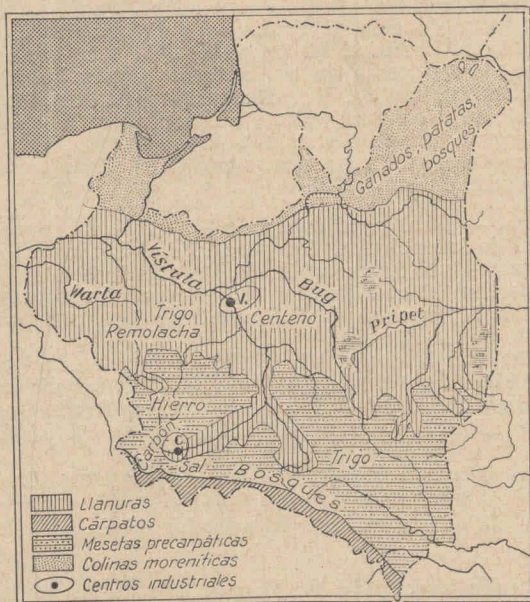 Ganados, patatas,
bosques.
Vistula
Warta
V.
Bug
Trigo
Remolacha
Centeno
Pripet
Hierro
Carbón
C
Sal
Bosques
Trigo
Llanuras
Cárpatos
Mesetas precarpáticas
Colinas moreníticas
Centros industriales